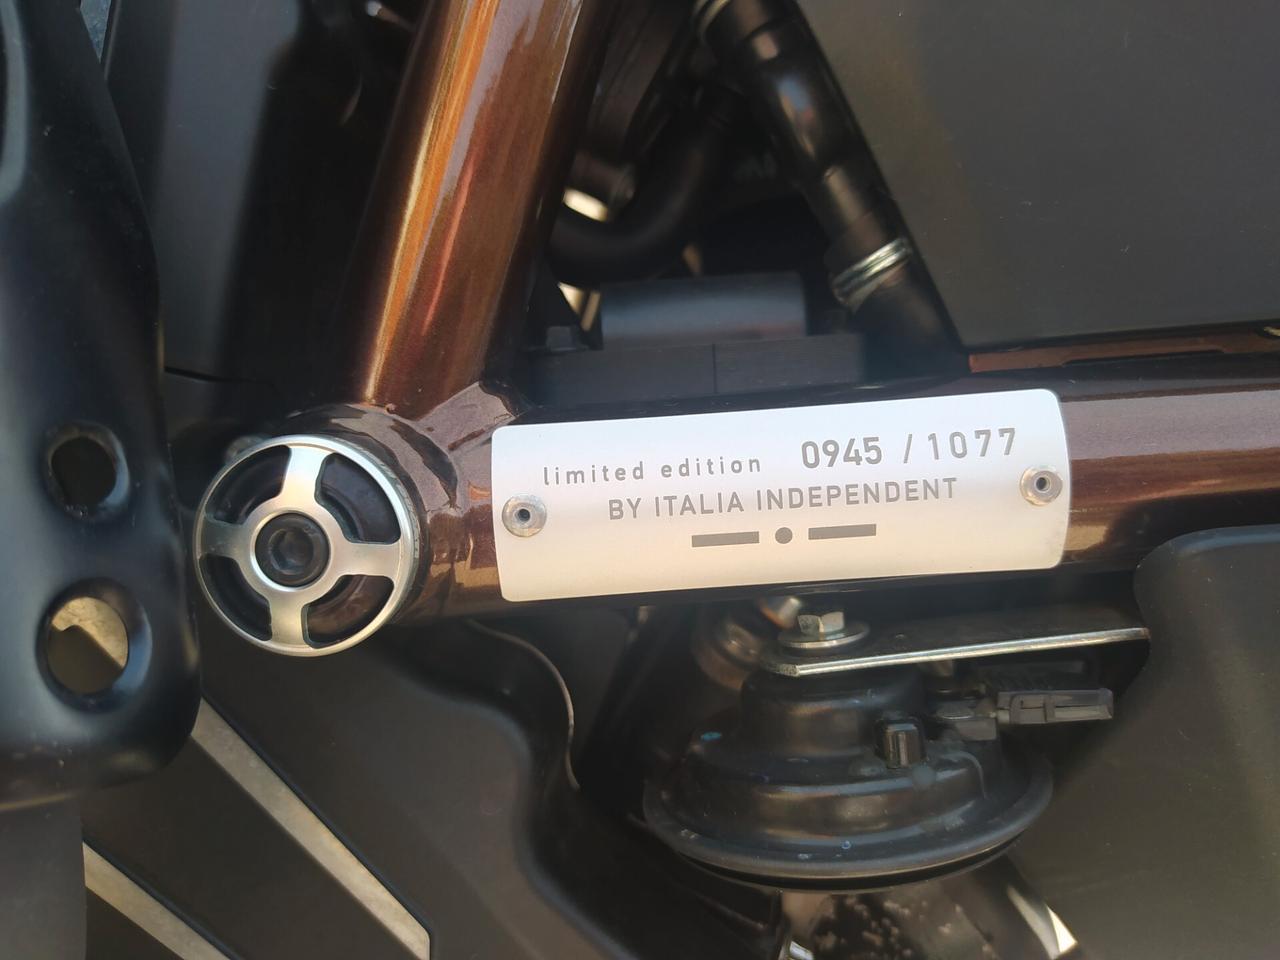 limited edition 0945 / 1077
BY ITALIA INDEPENDENT